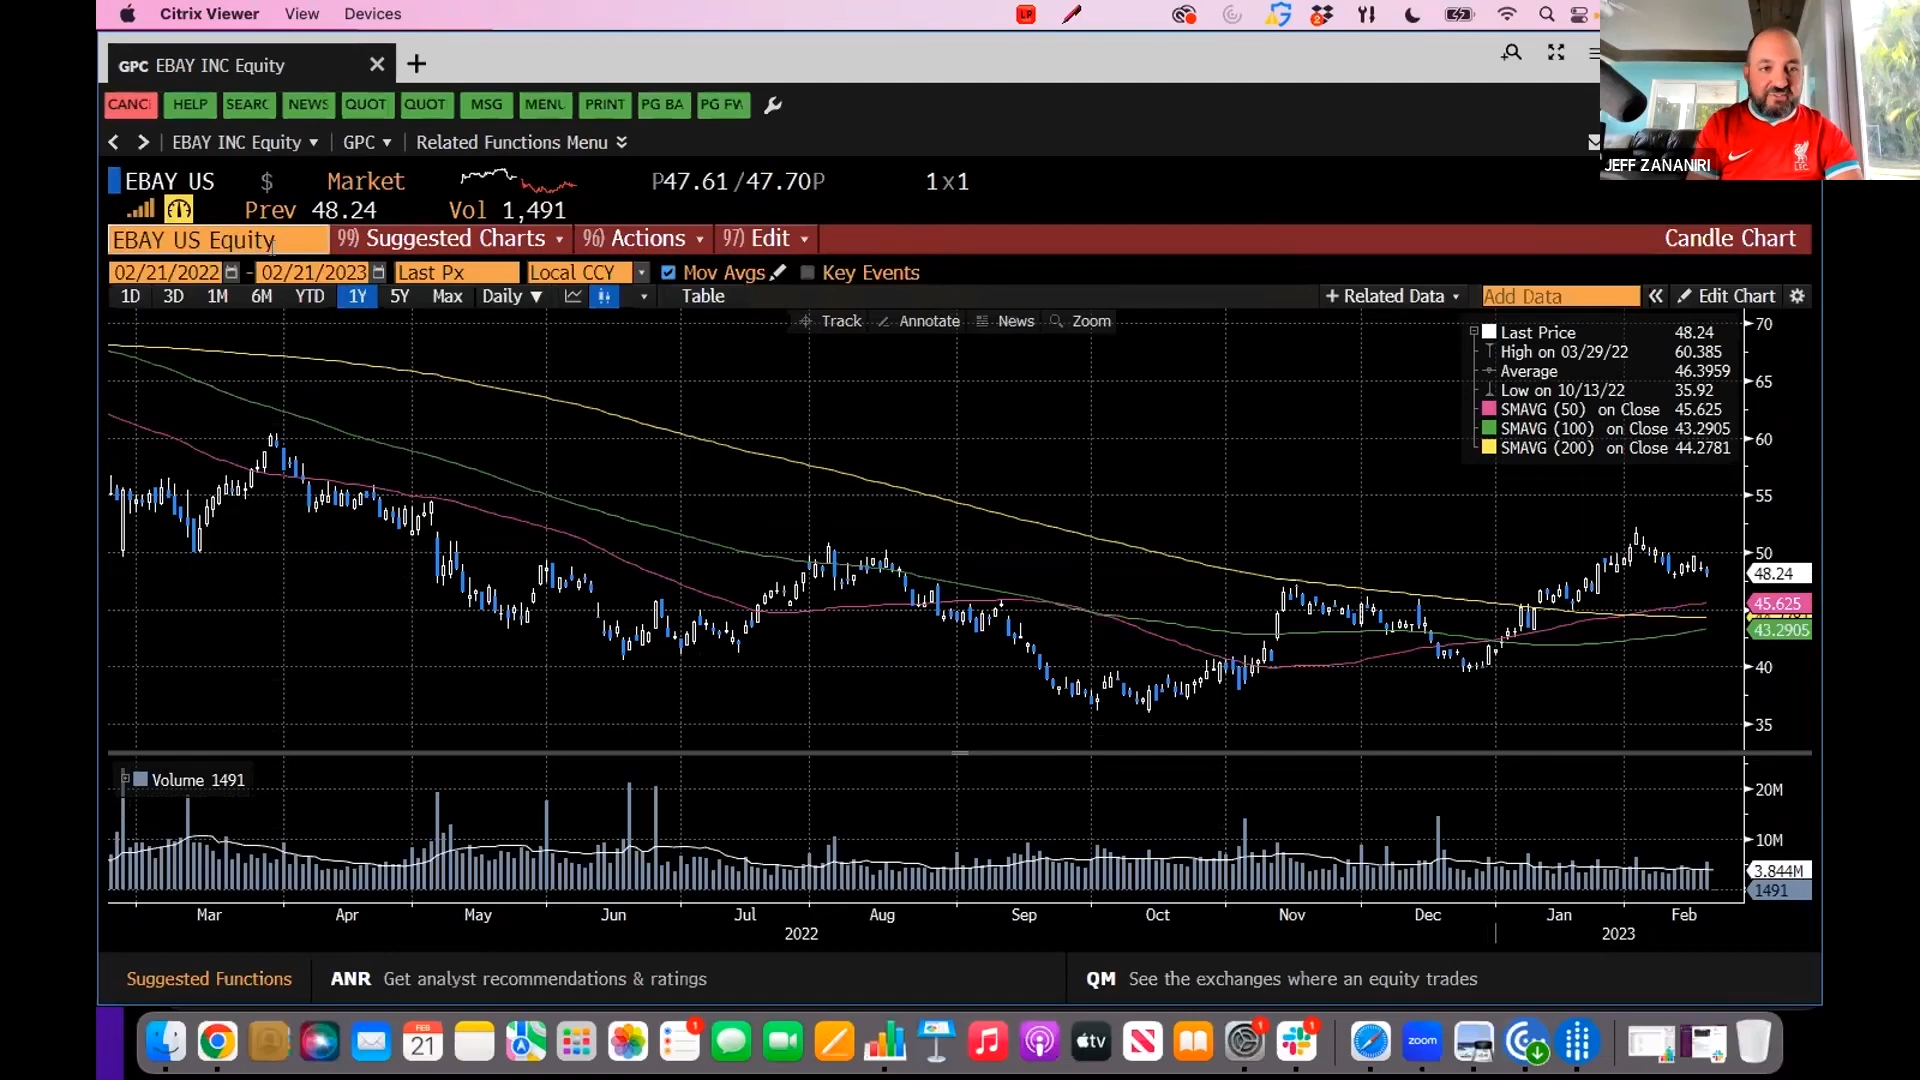 Citrix Viewer View Devices
GPC EBAY INC Equity
CANC HELP SEARC NEWS QUOT QUOT MSG MENU PRINT PG BA PG FW
EBAY INC Equity GPC Related Functions Menu
JEFF ZANANIRI
EBAY US $ Market P47.61/47.70P 1x1
Prev 48.24 Vol 1,491
EBAY US Equity 99) Suggested Charts 96) Actions 97) Edit Candle Chart
02/21/2022 - 02/21/2023 Last Px Local CCY Mov Avgs Key Events
1D 3D 1M 6M YTD 1Y 5Y Max Daily Table + Related Data Add Data Edit Chart
Track Annotate News Zoom
Last Price 48.24
High on 03/29/22 60.385
Average 46.3959
Low on 10/13/22 35.92
SMAVG (50) on Close 45.625
SMAVG (100) on Close 43.2905
SMAVG (200) on Close 44.2781
70
65
60
55
50
48.24
45.625
43.2905
40
35
Volume 1491
20M
10M
3.844M
1491
Mar Apr May Jun Jul Aug Sep Oct Nov Dec Jan Feb
2022 2023
Suggested Functions ANR Get analyst recommendations & ratings QM See the exchanges where an equity trades
FEB
21
1
tv
1
1
zoom